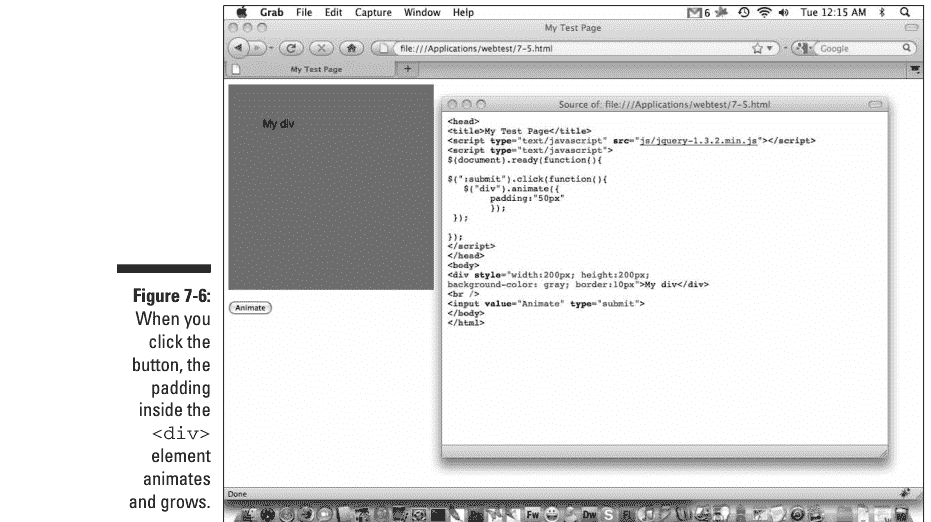 Grab File Edit Capture Window Help 6 Tue 12:15 AM
My Test Page
file:///Applications/webtest/7-5.html
Google
My Test Page
+
My div
Animate
Source of: file:///Applications/webtest/7-5.html
<head>
<title>My Test Page</title>
<script type="text/javascript" src="js/jquery-1.3.2.min.js"></script>
<script type="text/javascript">
$(document).ready(function(){
$(":submit").click(function(){
$("div").animate({
padding:"50px"
});
});
});
</script>
</head>
<body>
<div style="width:200px; height:200px;
background-color: gray; border:10px">My div</div>
<br />
<input value="Animate" type="submit">
</body>
</html>
Done
Fw Dw S
Figure 7-6:
When you
click the
button, the
padding
inside the
<div>
element
animates
and grows.